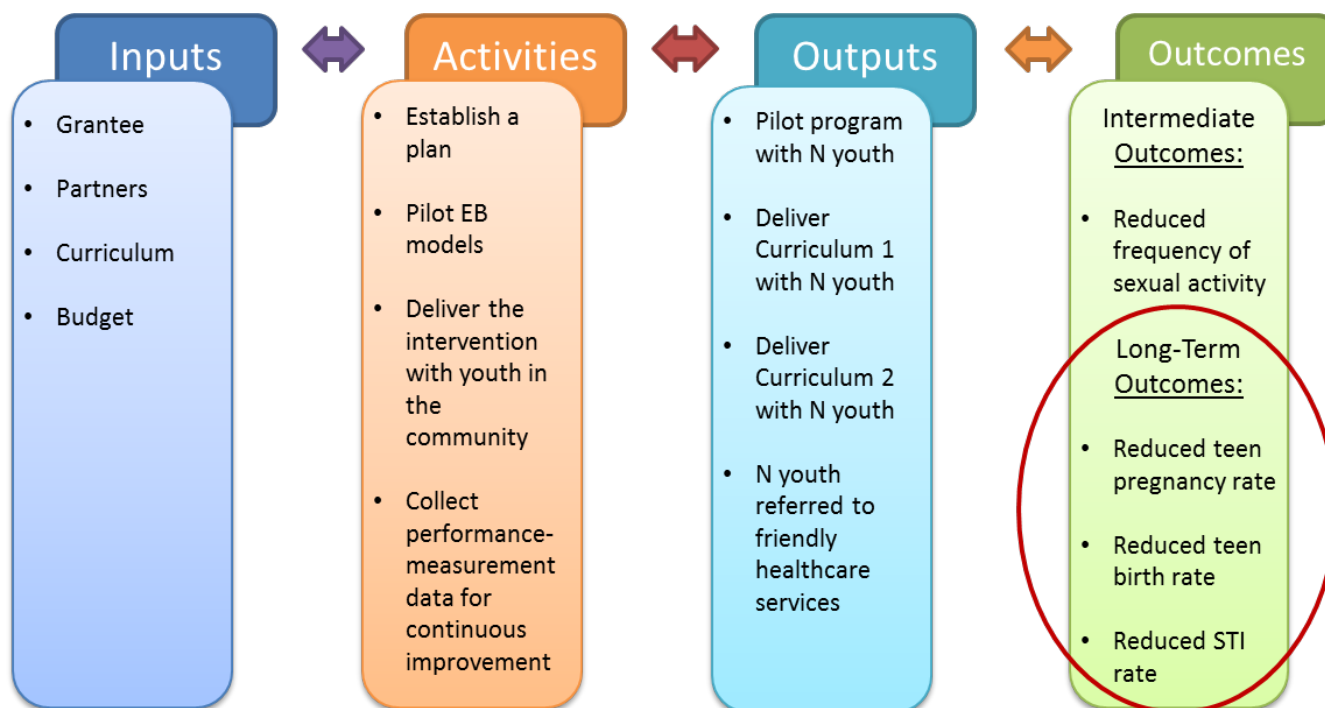 Inputs
• Grantee
• Partners
• Curriculum
• Budget
Activities
• Establish a
plan
• Pilot EB
models
• Deliver the
intervention
with youth in
the
community
• Collect
performance-
measurement
data for
continuous
improvement
Outputs
• Pilot program
with N youth
• Deliver
Curriculum 1
with N youth
• Deliver
Curriculum 2
with N youth
• N youth
referred to
friendly
healthcare
services
Outcomes
Intermediate
Outcomes:
• Reduced
frequency of
sexual activity
Long-Term
Outcomes:
• Reduced teen
pregnancy rate
• Reduced teen
birth rate
• Reduced STI
rate